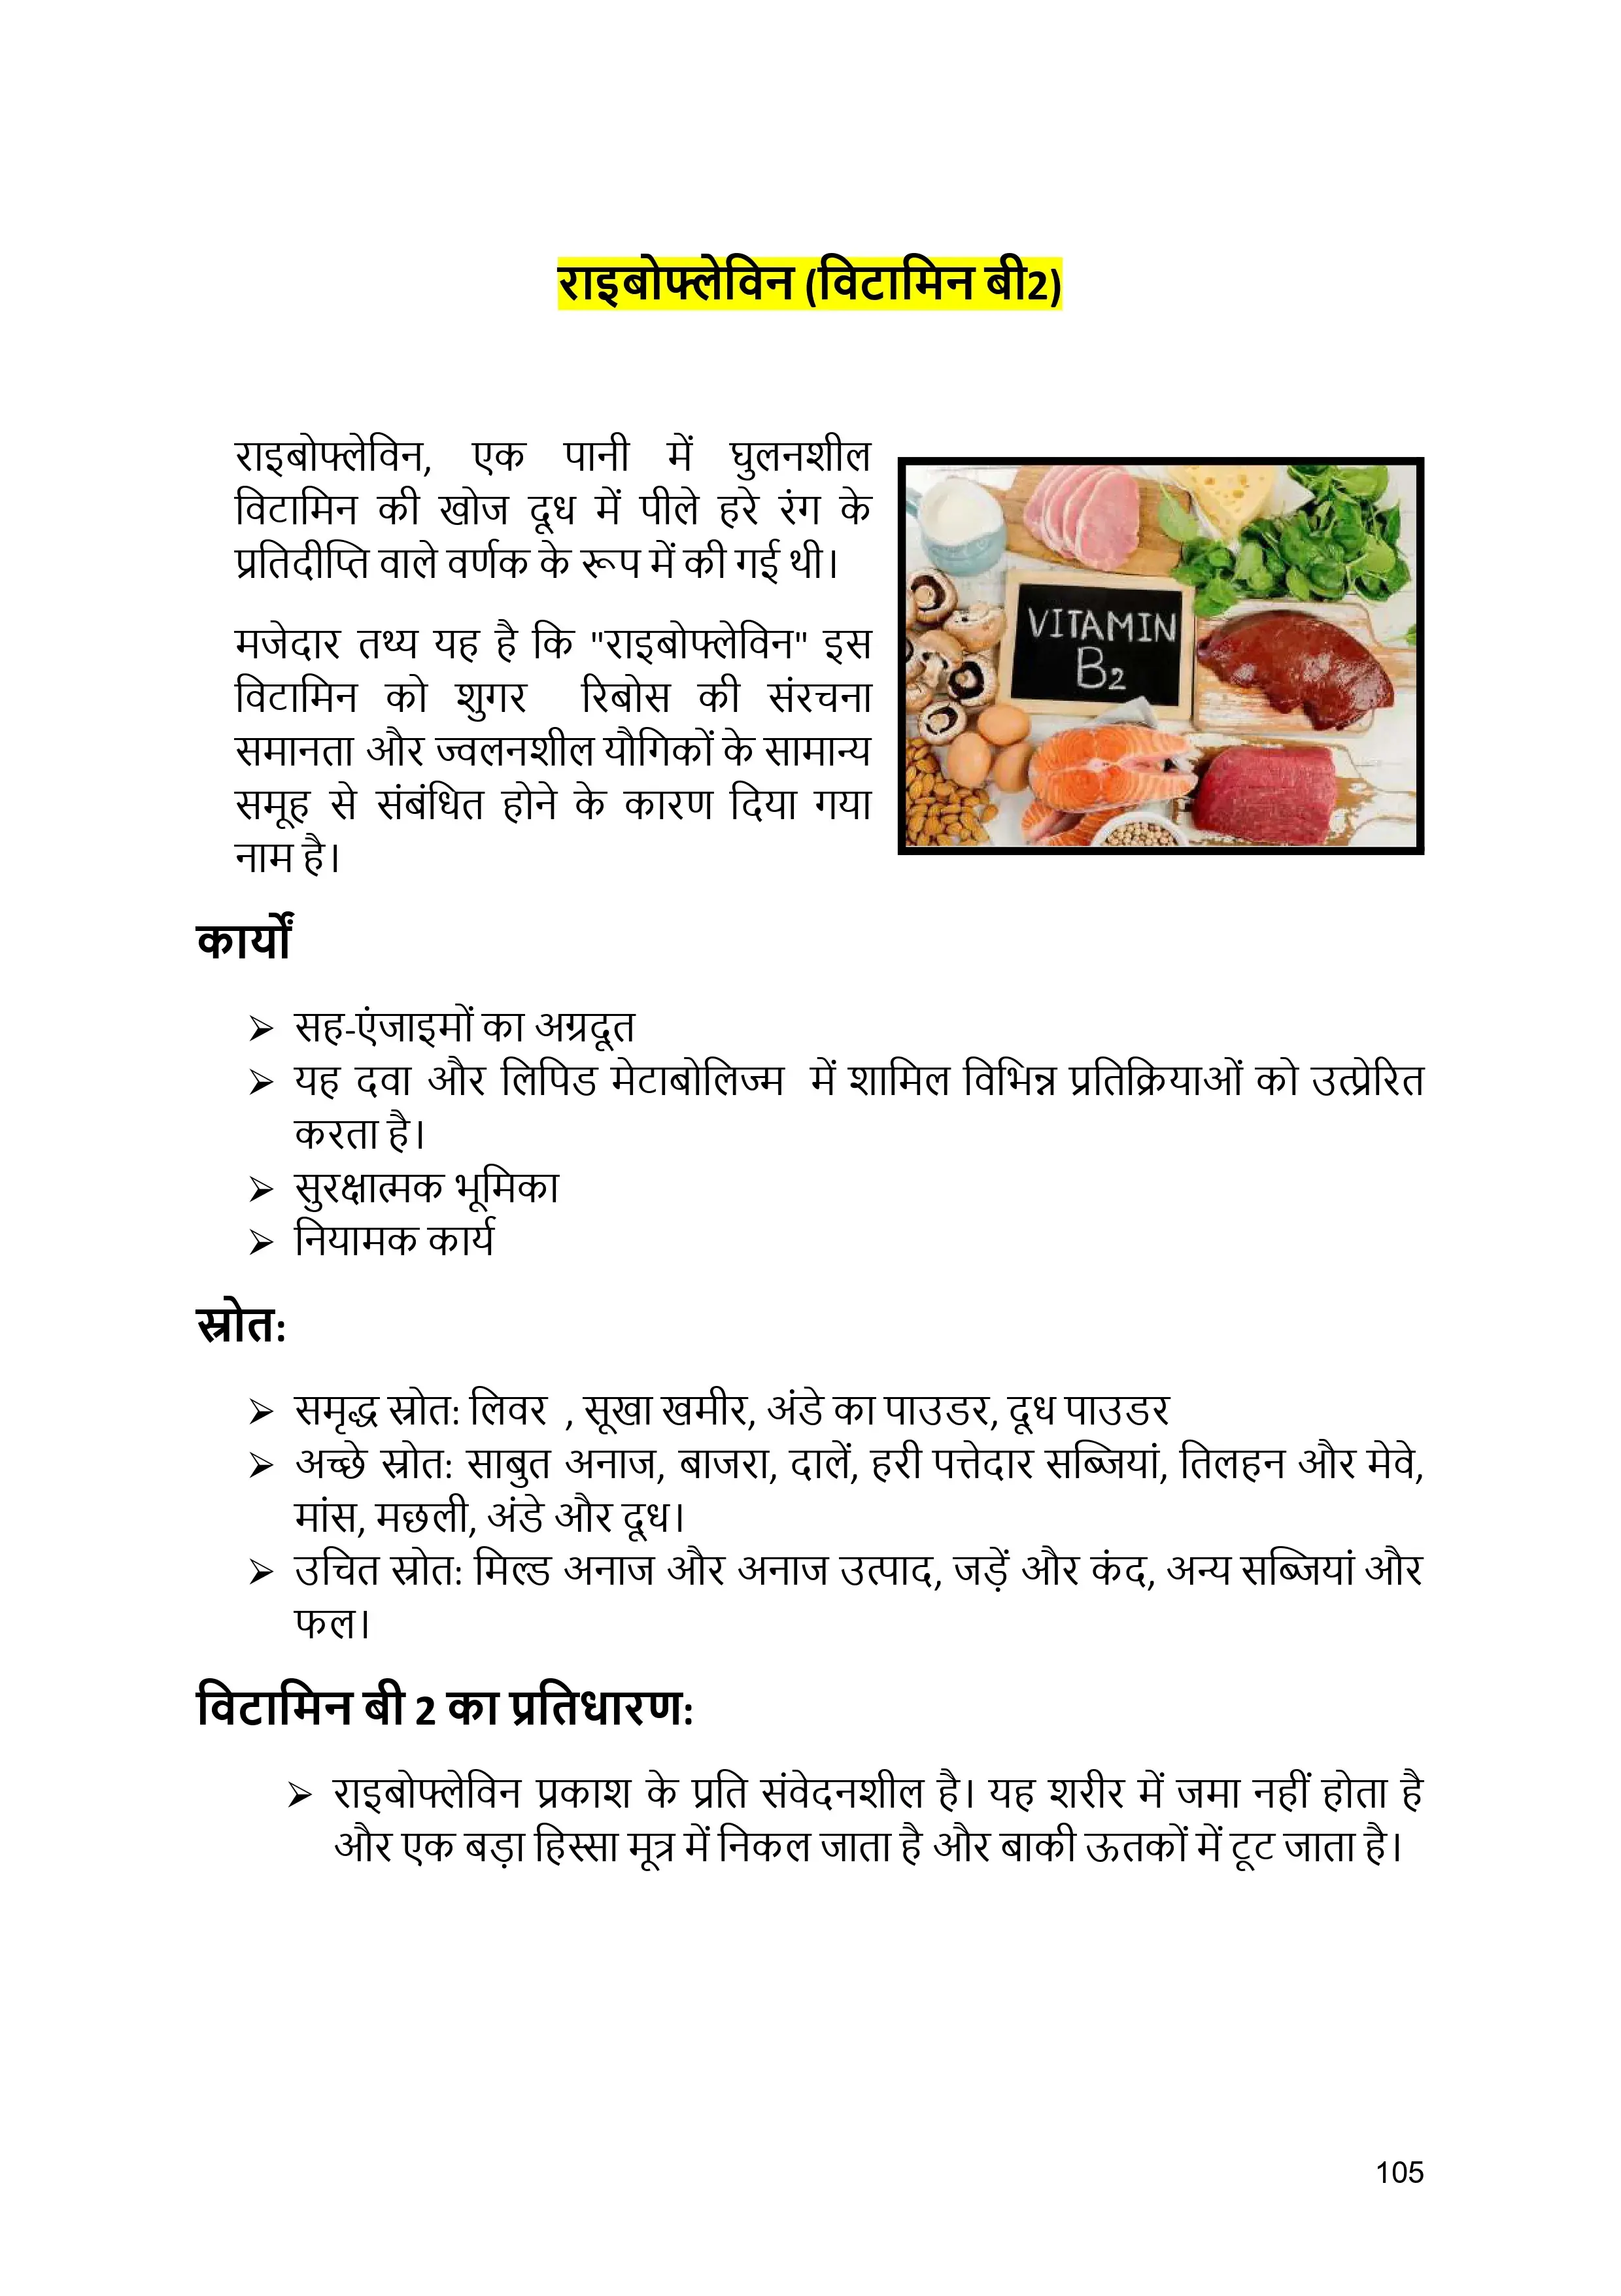 राइबोफ्लेविन (विटामिन बी2)
राइबोफ्लेविन, एक पानी में घुलनशील
विटामिन की खोज दूध में पीले हरे रंग के
प्रतिदीप्ति वाले वर्णक के रूप में की गई थी।
मजेदार तथ्य यह है कि "राइबोफ्लेविन" इस
विटामिन को शुगर रिबोस की संरचना
समानता और ज्वलनशील यौगिकों के सामान्य
समूह से संबंधित होने के कारण दिया गया
नाम है।
VITAMIN
B2
कार्यों
➢ सह-एंजाइमों का अग्रदूत
➢ यह दवा और लिपिड मेटाबोलिज्म में शामिल विभिन्न प्रतिक्रियाओं को उत्प्रेरित
करता है।
➢ सुरक्षात्मक भूमिका
➢ नियामक कार्य
स्रोत:
➢ समृद्ध स्रोत: लिवर , सूखा खमीर, अंडे का पाउडर, दूध पाउडर
➢ अच्छे स्रोत: साबुत अनाज, बाजरा, दालें, हरी पत्तेदार सब्जियां, तिलहन और मेवे,
मांस, मछली, अंडे और दूध।
➢ उचित स्रोत: मिल्ड अनाज और अनाज उत्पाद, जड़ें और कंद, अन्य सब्जियां और
फल।
विटामिन बी 2 का प्रतिधारण:
➢ राइबोफ्लेविन प्रकाश के प्रति संवेदनशील है। यह शरीर में जमा नहीं होता है
और एक बड़ा हिस्सा मूत्र में निकल जाता है और बाकी ऊतकों में टूट जाता है।
105